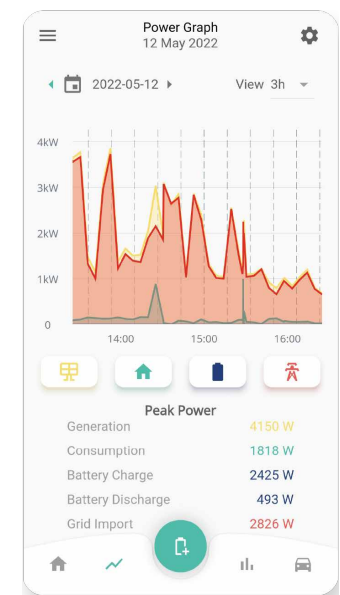 Power Graph
12 May 2022
2022-05-12
View 3h
4kW
3kW
2kW
1kW
0
14:00 15:00 16:00
Peak Power
Generation 4150 W
Consumption 1818 W
Battery Charge 2425 W
Battery Discharge 493 W
Grid Import 2826 W